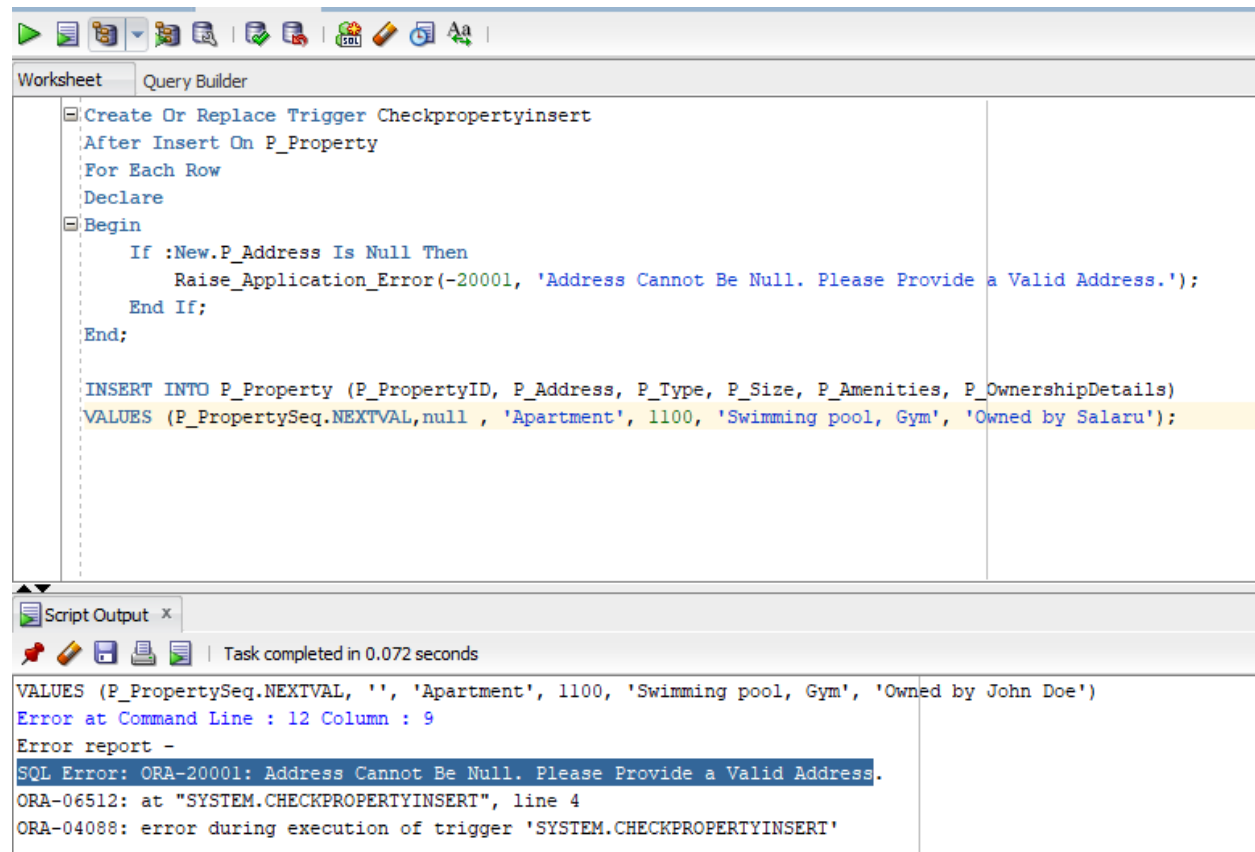 SQL
Aa
Worksheet Query Builder
Create Or Replace Trigger Checkpropertyinsert
After Insert On P_Property
For Each Row
Declare
Begin
If :New.P_Address Is Null Then
Raise_Application_Error(-20001, 'Address Cannot Be Null. Please Provide a Valid Address.');
End If;
End;
INSERT INTO P_Property (P_PropertyID, P_Address, P_Type, P_Size, P_Amenities, P_OwnershipDetails)
VALUES (P_PropertySeq.NEXTVAL,null , 'Apartment', 1100, 'Swimming pool, Gym', 'Owned by Salaru');
Script Output x
Task completed in 0.072 seconds
VALUES (P_PropertySeq.NEXTVAL, '', 'Apartment', 1100, 'Swimming pool, Gym', 'Owned by John Doe')
Error at Command Line : 12 Column : 9
Error report -
SQL Error: ORA-20001: Address Cannot Be Null. Please Provide a Valid Address.
ORA-06512: at "SYSTEM.CHECKPROPERTYINSERT", line 4
ORA-04088: error during execution of trigger 'SYSTEM.CHECKPROPERTYINSERT'